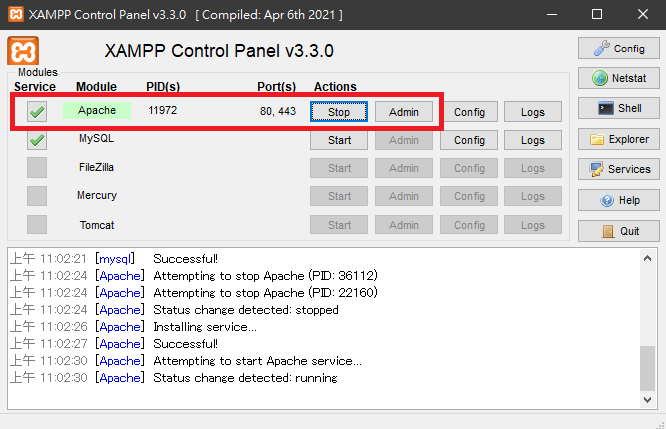 XAMPP Control Panel v3.3.0 [ Compiled: Apr 6th 2021 ]
XAMPP Control Panel v3.3.0
Config
Modules
Service Module PID(s) Port(s) Actions
Netstat
Apache 11972 80, 443 Stop Admin Config Logs
Shell
MySQL Start Admin Config Logs
Explorer
FileZilla Start Admin Config Logs
Services
Mercury Start Admin Config Logs
Help
Tomcat Start Admin Config Logs
Quit
上午 11:02:21 [mysql] Successful!
上午 11:02:24 [Apache] Attempting to stop Apache (PID: 36112)
上午 11:02:24 [Apache] Attempting to stop Apache (PID: 22160)
上午 11:02:24 [Apache] Status change detected: stopped
上午 11:02:26 [Apache] Installing service...
上午 11:02:27 [Apache] Successful!
上午 11:02:30 [Apache] Attempting to start Apache service...
上午 11:02:30 [Apache] Status change detected: running